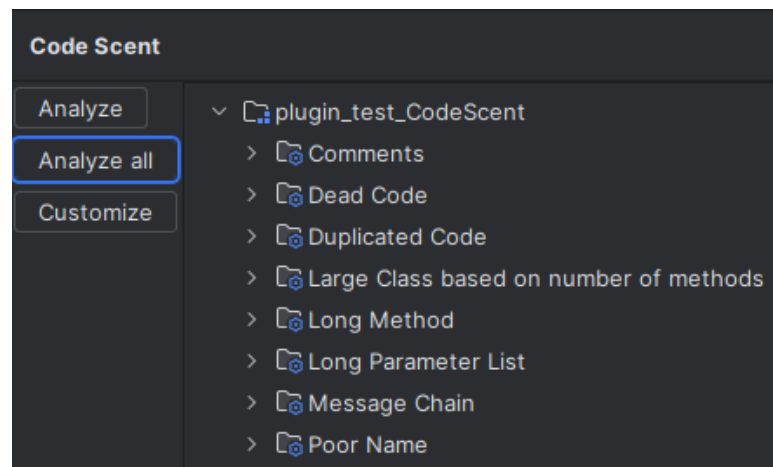 Code Scent
Analyze
Analyze all
Customize
plugin_test_CodeScent
Comments
Dead Code
Duplicated Code
Large Class based on number of methods
Long Method
Long Parameter List
Message Chain
Poor Name